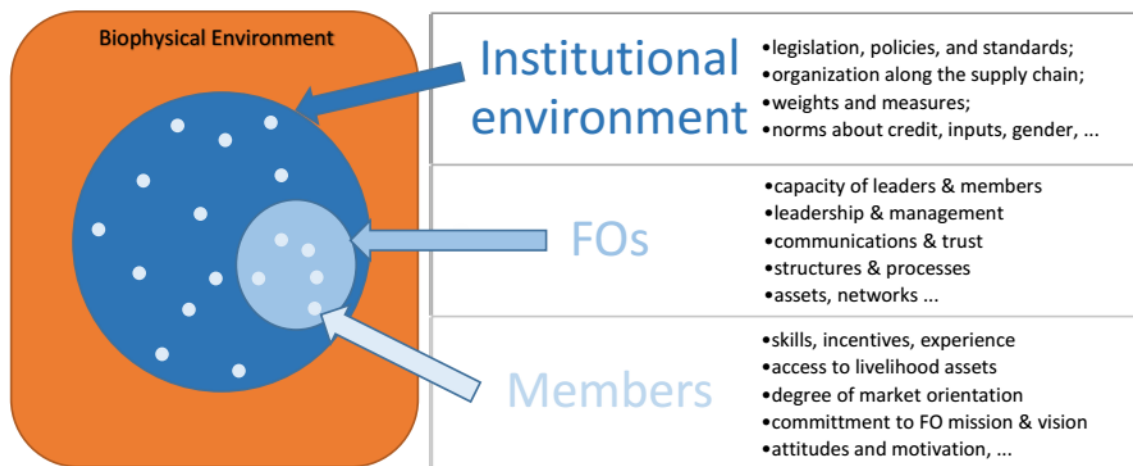 Biophysical Environment
Institutional
environment
•legislation, policies, and standards;
•organization along the supply chain;
•weights and measures;
•norms about credit, inputs, gender, ...
FOs
•capacity of leaders & members
•leadership & management
•communications & trust
•structures & processes
•assets, networks ...
Members
•skills, incentives, experience
•access to livelihood assets
•degree of market orientation
•committment to FO mission & vision
•attitudes and motivation, ...